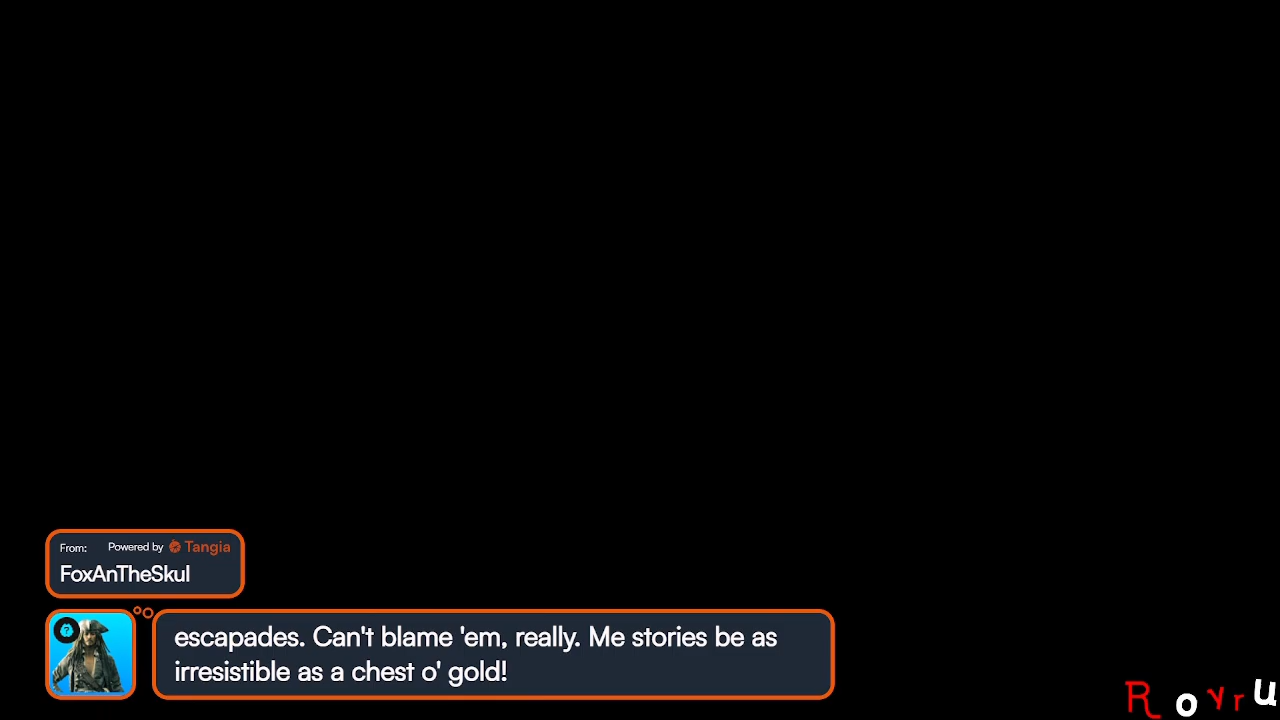 From: Powered by Tangia
FoxAnTheSkul
escapades. Can't blame 'em, really. Me stories be as
irresistible as a chest o' gold!
R o y r u